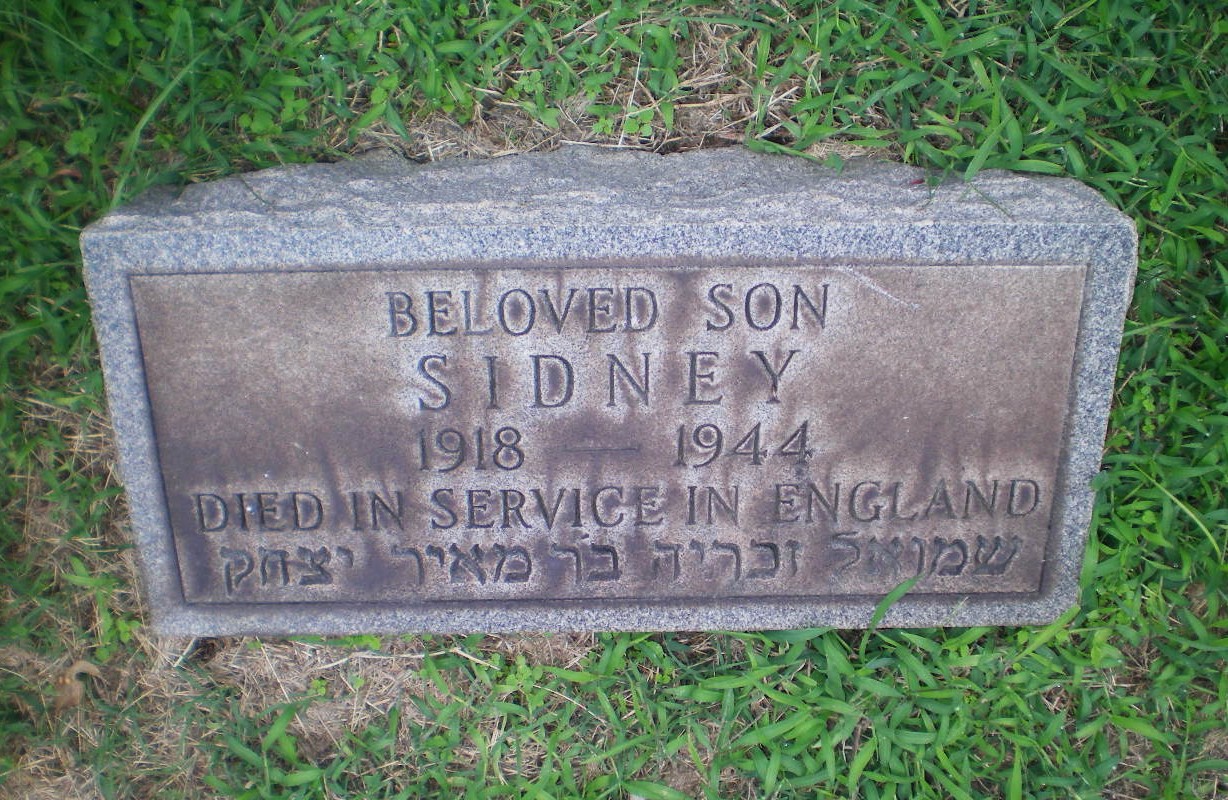 BELOVED SON
SIDNEY
1918 — 1944
DIED IN SERVICE IN ENGLAND
שמואל זכריה בר מאיר יצחק